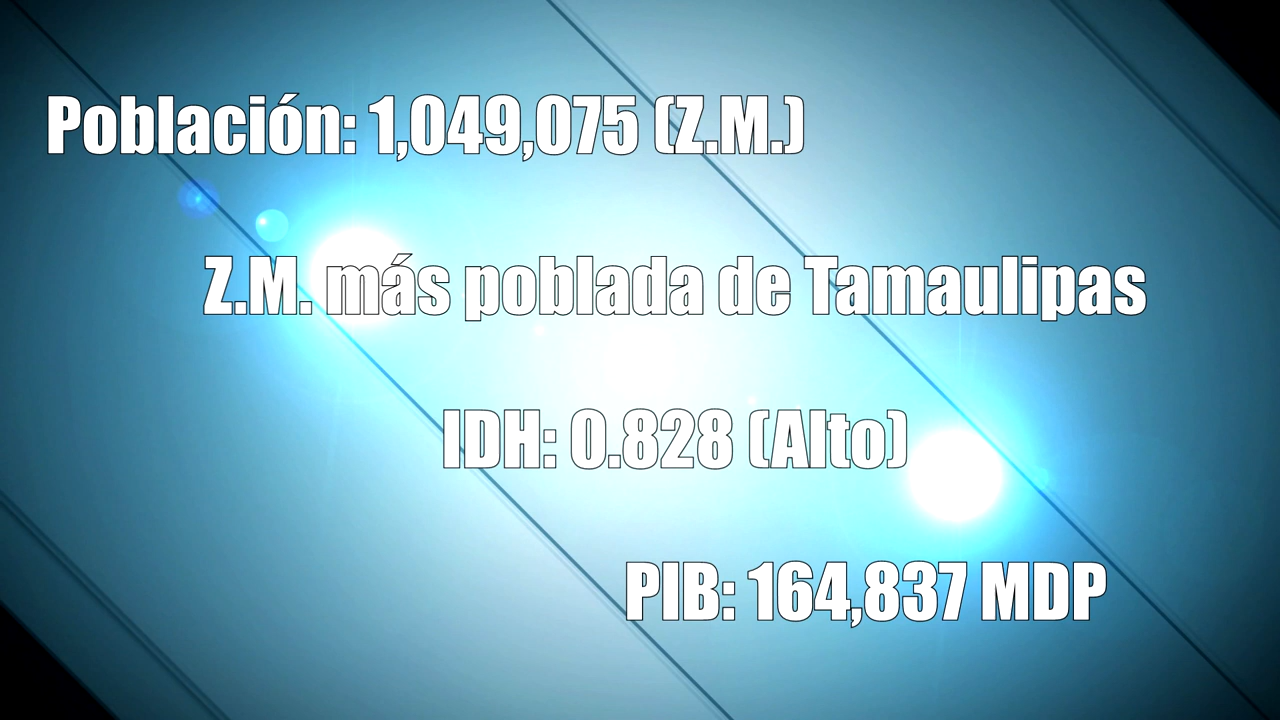 Población: 1,049,075 (Z.M.)
Z.M. más poblada de Tamaulipas
IDH: 0.828 (Alto)
PIB: 164,837 MDP